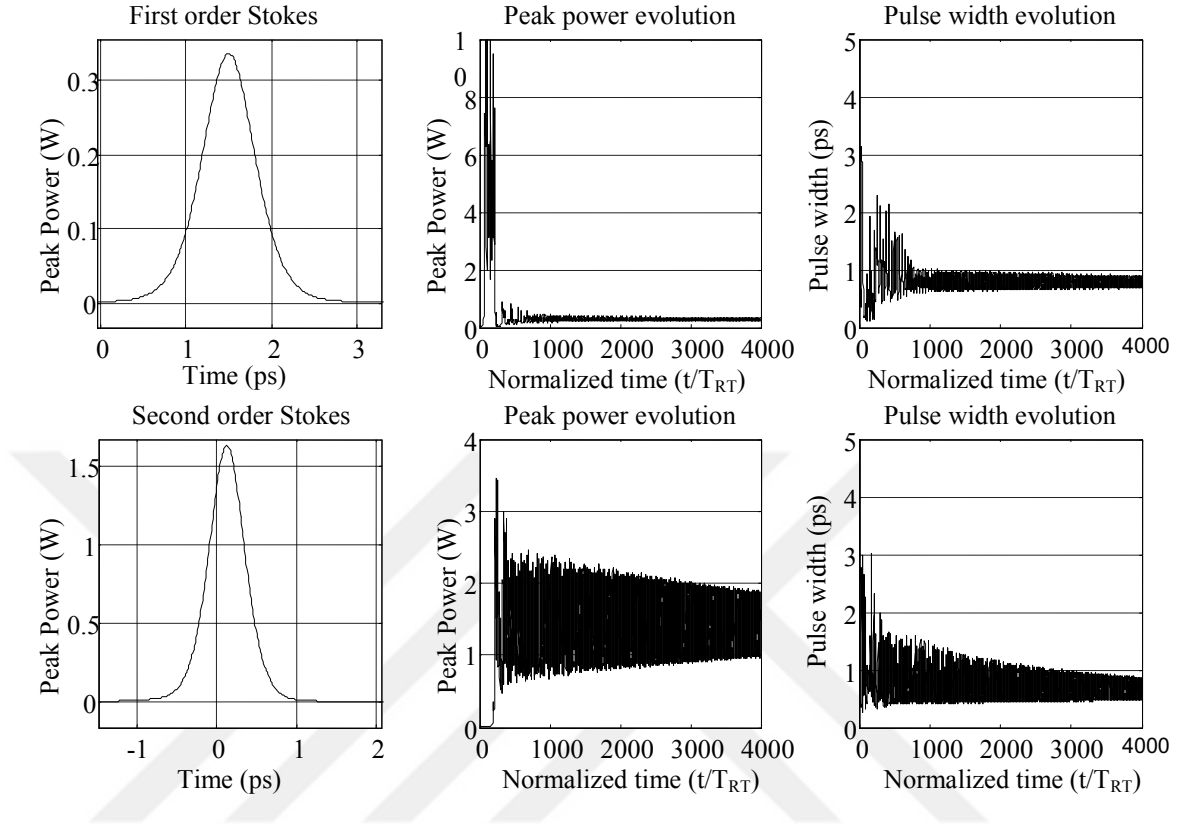 First order Stokes
Peak Power (W)
0.3
0.2
0.1
0
0 1 2 3
Time (ps)
Peak power evolution
Peak Power (W)
1
0
8
6
4
2
0
0 1000 2000 3000 4000
Normalized time (t/T_RT)
Pulse width evolution
Pulse width (ps)
5
4
3
2
1
0
0 1000 2000 3000 4000
Normalized time (t/T_RT)
Second order Stokes
Peak Power (W)
1.5
1
0.5
0
-1 0 1 2
Time (ps)
Peak power evolution
Peak Power (W)
4
3
2
1
0
0 1000 2000 3000 4000
Normalized time (t/T_RT)
Pulse width evolution
Pulse width (ps)
5
4
3
2
1
0
0 1000 2000 3000 4000
Normalized time (t/T_RT)